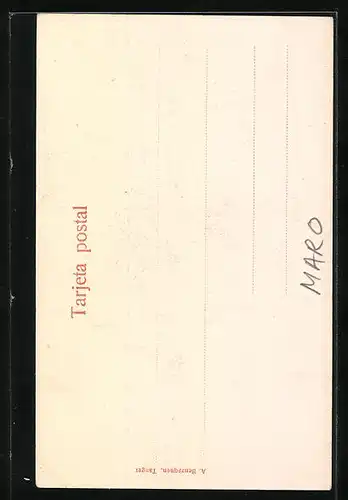 Tarjeta postal
MARO
A. Benzaquen, Tanger